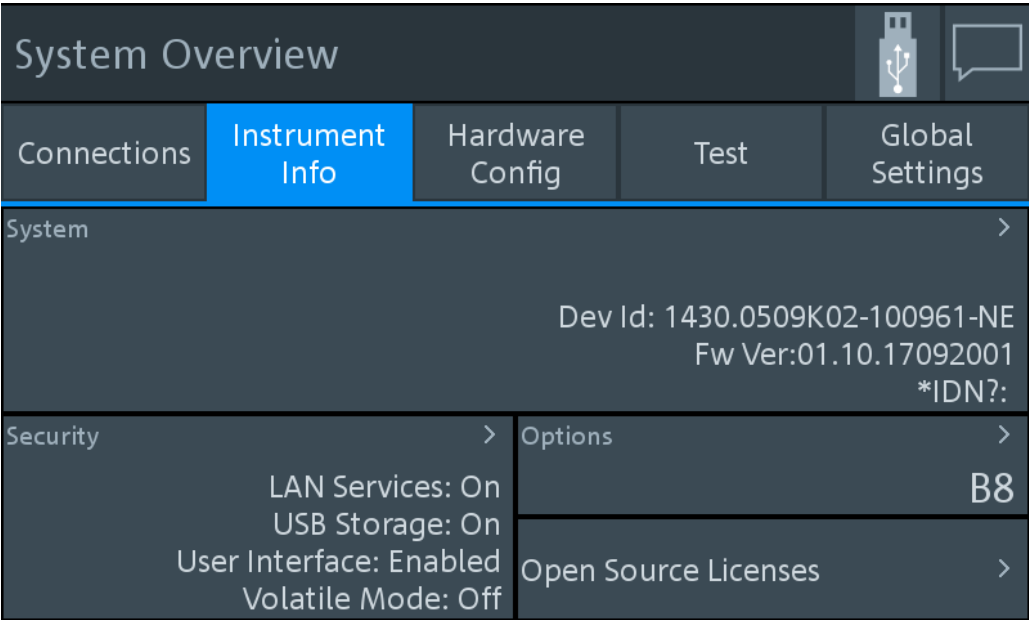 System Overview
Connections
Instrument
Info
Hardware
Config
Test
Global
Settings
System
Dev Id: 1430.0509K02-100961-NE
Fw Ver:01.10.17092001
*IDN?:
Security
LAN Services: On
USB Storage: On
User Interface: Enabled
Volatile Mode: Off
Options
B8
Open Source Licenses